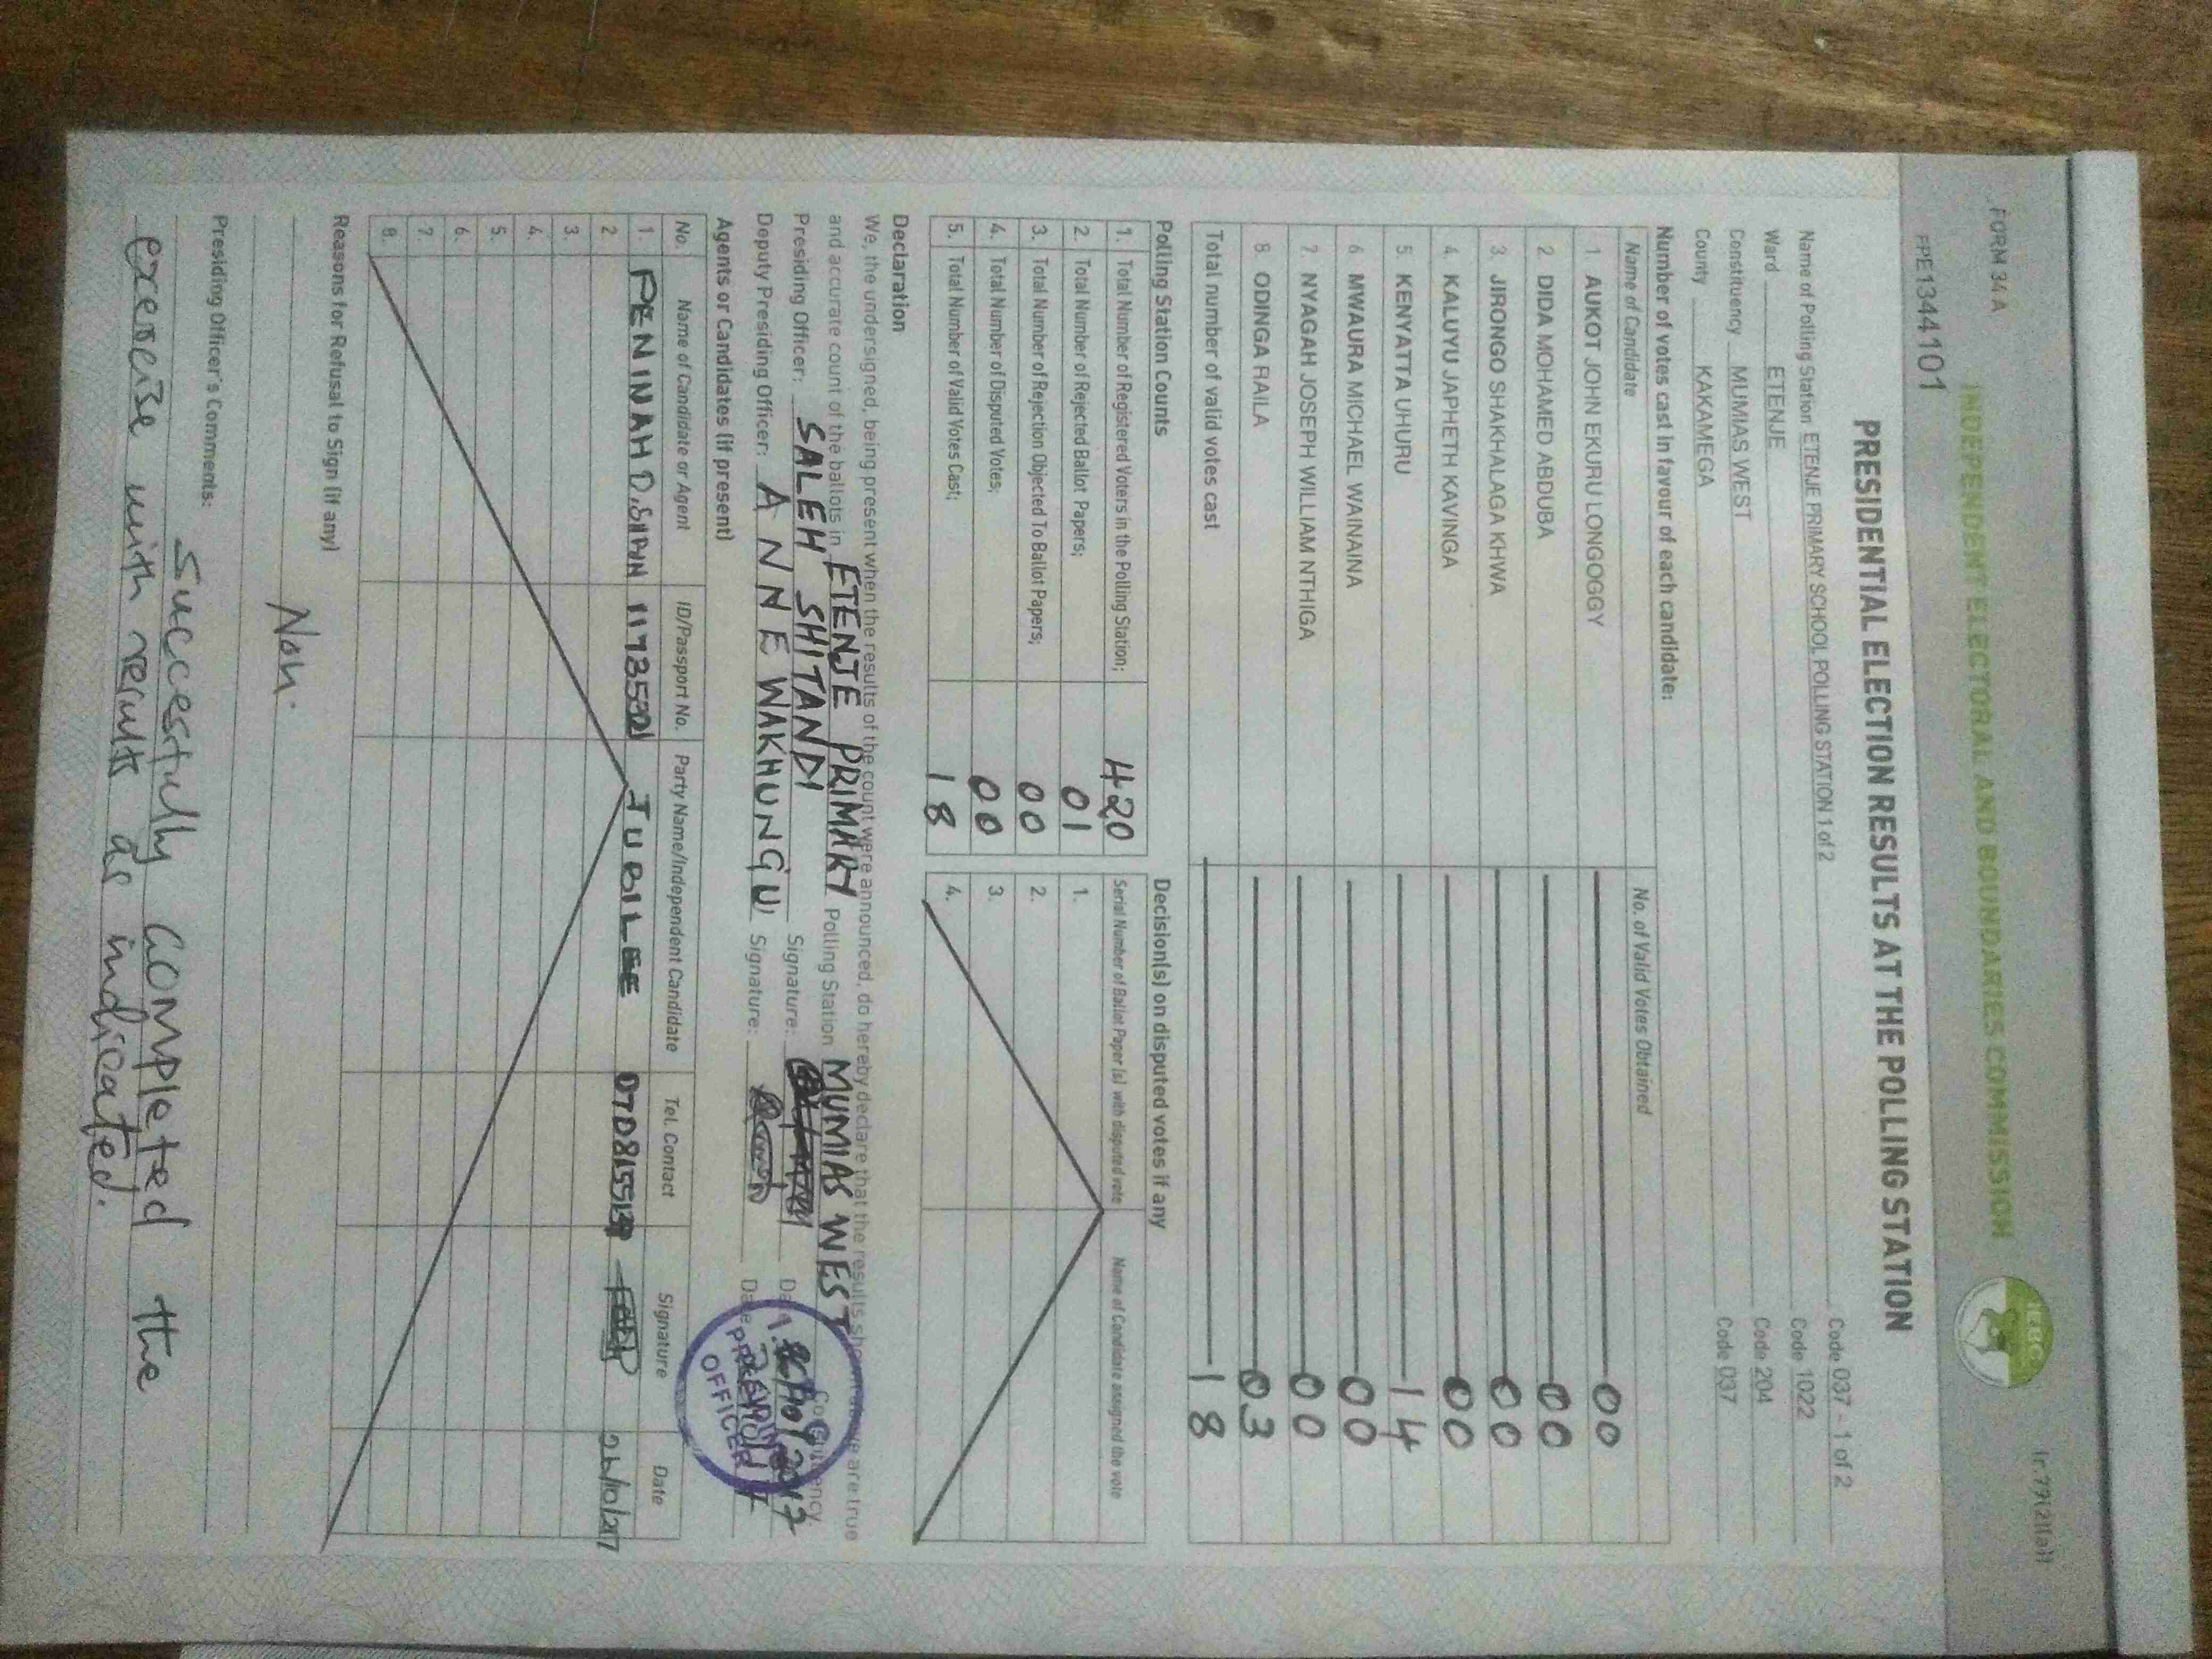 FORM 34 A
(r.79(2)(a))
INDEPENDENT ELECTORAL AND BOUNDARIES COMMISSION
IEBC
PPE1344101
PRESIDENTIAL ELECTION RESULTS AT THE POLLING STATION
Name of Polling Station ETENJE PRIMARY SCHOOL POLLING STATION 1 of 2 Code 037 - 1 of 2
Ward ETENJE Code 1022
Constituency MUMIAS WEST Code 204
County KAKAMEGA Code 037
Number of votes cast in favour of each candidate:
Name of Candidate No. of Valid Votes Obtained
1. AUKOT JOHN EKURU LONGOGGY 00
2 DIDA MOHAMED ABDUBA 00
3. JIRONGO SHAKHALAGA KHWA 00
4. KALUYU JAPHETH KAVINGA 00
5 KENYATTA UHURU 14
6 MWAURA MICHAEL WAINAINA 00
7. NYAGAH JOSEPH WILLIAM NTHIGA 00
8. ODINGA RAILA 03
Total number of valid votes cast 18
Polling Station Counts
1. Total Number of Registered Voters in the Polling Station; 420
2. Total Number of Rejected Ballot Papers; 01
3. Total Number of Rejection Objected To Ballot Papers; 00
4. Total Number of Disputed Votes; 00
5. Total Number of Valid Votes Cast; 18
Decision(s) on disputed votes if any
Serial Number of Ballot Paper (s) with disputed vote Name of Candidate assigned the vote
1.
2.
3.
4.
Declaration
We, the undersigned, being present when the results of the count were announced, do hereby declare that the results shown above are true
and accurate count of the ballots in ETENJE PRIMARY Polling Station MUMIAS WEST Constituency.
Presiding Officer: SALEH SHITANDI Signature: Date
Deputy Presiding Officer: ANNE WAKHUNGU Signature: Date
OFFICER
Agents or Candidates (if present)
No. Name of Candidate or Agent ID/Passport No. Party Name/Independent Candidate Tel. Contact Signature Date
1. PENINAH D. JUBILEE
2
3.
4.
5.
6.
7.
8.
Reasons for Refusal to Sign (if any)
Non.
Presiding Officer's Comments:
Successfully completed the
exercise with results as indicated.